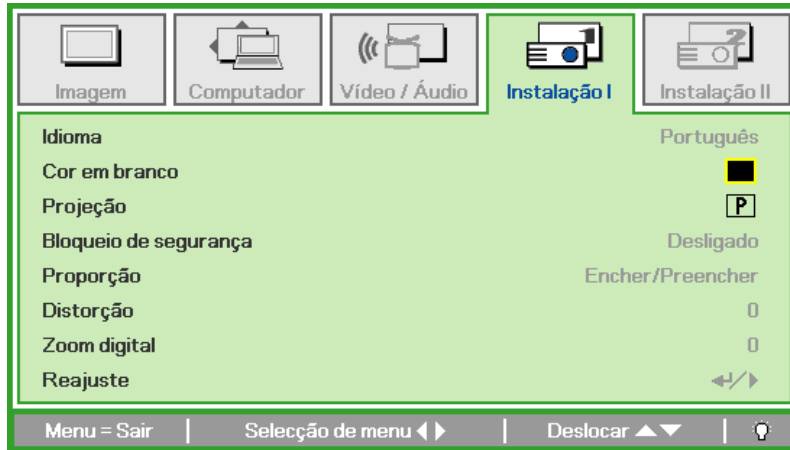 Imagem Computador Vídeo / Áudio Instalação I Instalação II
Idioma Português
Cor em branco
Projeção P
Bloqueio de segurança Desligado
Proporção Encher/Preencher
Distorção 0
Zoom digital 0
Reajuste /
Menu = Sair Selecção de menu Deslocar